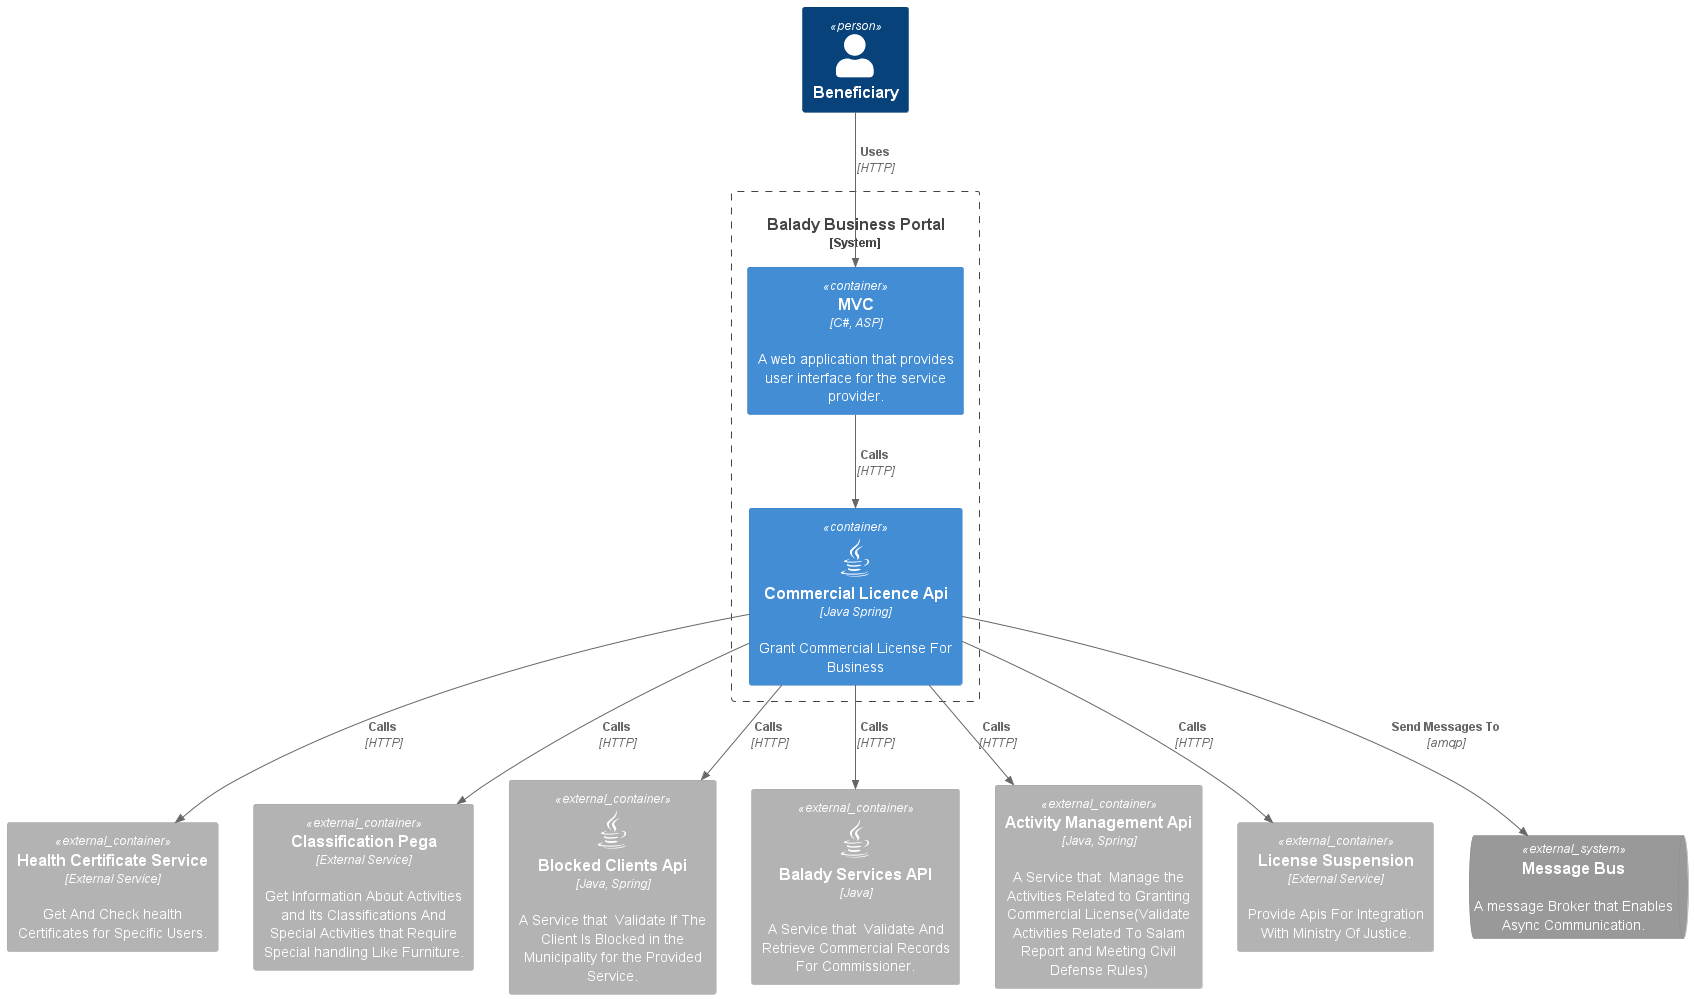 «person»
Beneficiary
Uses
[HTTP]
Balady Business Portal
[System]
«container»
MVC
[C#, ASP]
A web application that provides
user interface for the service
provider.
Calls
[HTTP]
«container»
Commercial Licence Api
[Java Spring]
Grant Commercial License For
Business
Calls
[HTTP]
Calls
[HTTP]
Calls
[HTTP]
Calls
[HTTP]
Calls
[HTTP]
Calls
[HTTP]
Send Messages To
[amqp]
«external_container»
Health Certificate Service
[External Service]
Get And Check health
Certificates for Specific Users.
«external_container»
Classification Pega
[External Service]
Get Information About Activities
and Its Classifications And
Special Activities that Require
Special handling Like Furniture.
«external_container»
Blocked Clients Api
[Java, Spring]
A Service that  Validate If The
Client Is Blocked in the
Municipality for the Provided
Service.
«external_container»
Balady Services API
[Java]
A Service that  Validate And
Retrieve Commercial Records
For Commissioner.
«external_container»
Activity Management Api
[Java, Spring]
A Service that  Manage the
Activities Related to Granting
Commercial License(Validate
Activities Related To Salam
Report and Meeting Civil
Defense Rules)
«external_container»
License Suspension
[External Service]
Provide Apis For Integration
With Ministry Of Justice.
«external_system»
Message Bus
A message Broker that Enables
Async Communication.